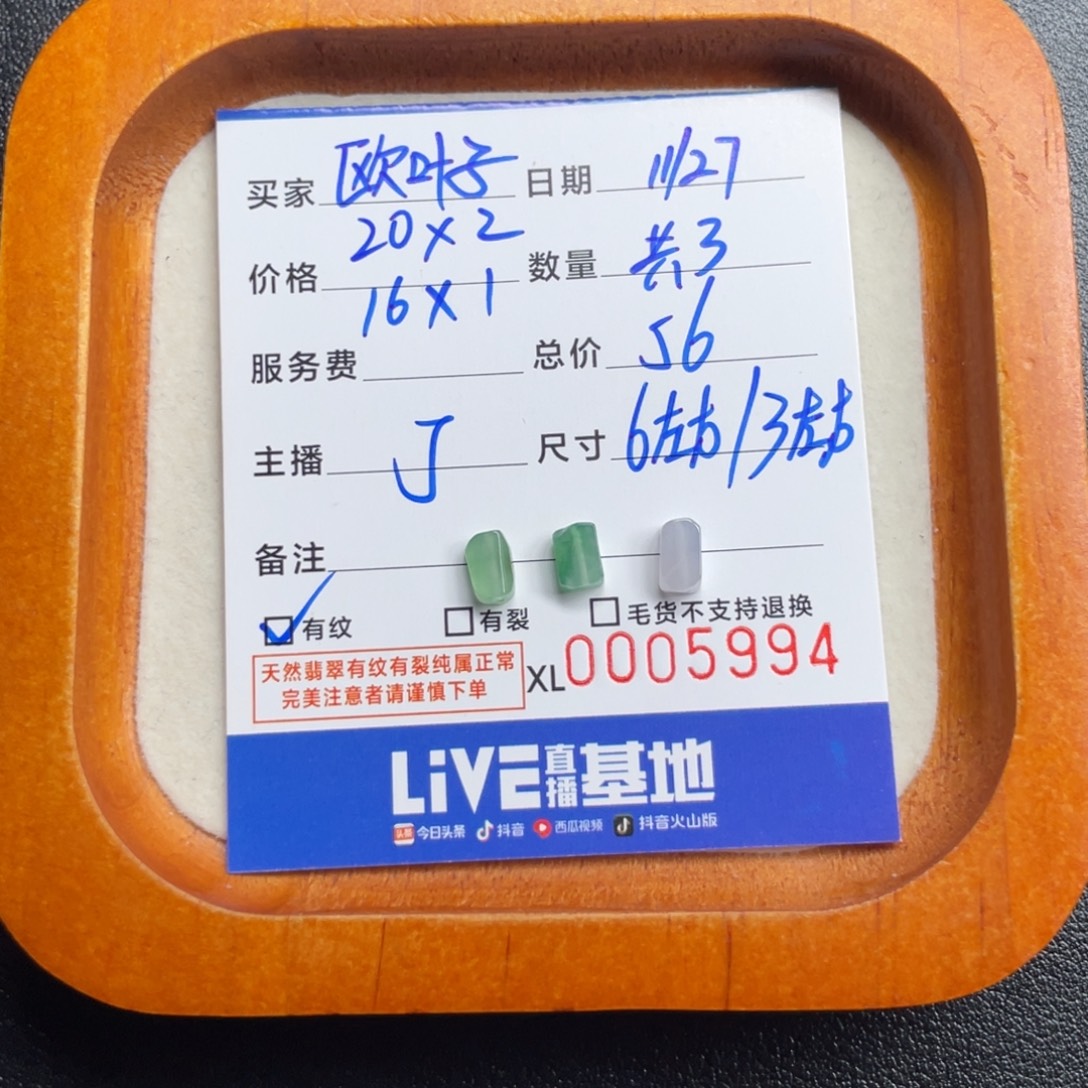 买家 欧叶子 日期 11/27
20×2
价格 数量 共3
16×1
服务费 总价 56
主播 J 尺寸 6左右/3左右
备注
☑有纹 □有裂 □毛货不支持退换
天然翡翠有纹有裂纯属正常
完美注意者请谨慎下单
XL0005994
LiVE直播基地
头条 今日头条 抖音 西瓜视频 抖音火山版